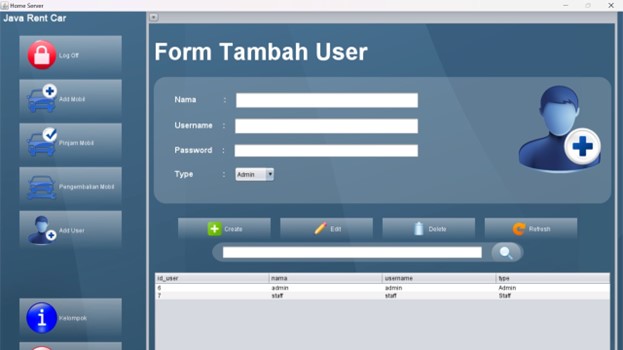 Home Server
Java Rent Car
Log Off
Add Mobil
Pinjam Mobil
Pengembalian Mobil
Add User
Kelompok
Form Tambah User
Nama :
Username :
Password :
Type : Admin
Create Edit Delete Refresh
id_user nama username type
6 admin admin Admin
7 staff staff Staff